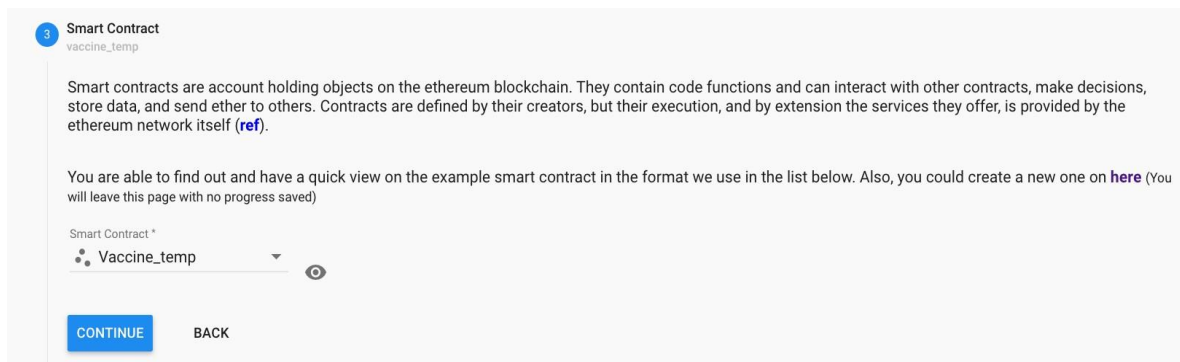 3 Smart Contract
vaccine_temp
Smart contracts are account holding objects on the ethereum blockchain. They contain code functions and can interact with other contracts, make decisions,
store data, and send ether to others. Contracts are defined by their creators, but their execution, and by extension the services they offer, is provided by the
ethereum network itself (ref).
You are able to find out and have a quick view on the example smart contract in the format we use in the list below. Also, you could create a new one on here (You
will leave this page with no progress saved)
Smart Contract *
Vaccine_temp
CONTINUE BACK